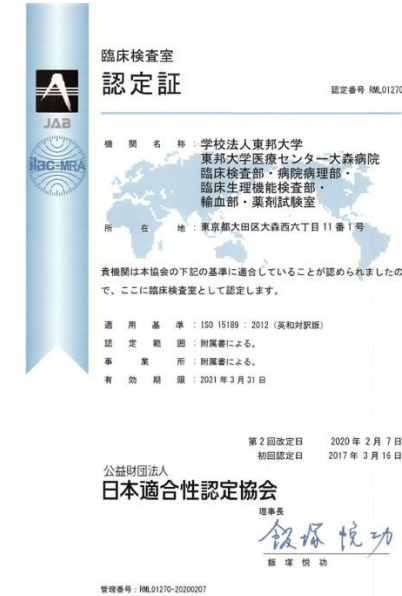 臨床検査室
認定証
認定番号 RML01270
JAB
ilac-MRA
機関名称：学校法人東邦大学
東邦大学医療センター大森病院
臨床検査部・病院病理部・
臨床生理機能検査部・
輸血部・薬剤試験室
所在地：東京都大田区大森西六丁目11番1号
貴機関は本協会の下記の基準に適合していることが認められましたの
で、ここに臨床検査室として認定します。
適用基準：ISO 15189：2012（英和対訳版）
認定範囲：附属書による。
事業所：附属書による。
有効期限：2021年3月31日
第2回改定日 2020年 2月 7日
初回認定日 2017年 3月16日
公益財団法人
日本適合性認定協会
理事長
飯塚悦功
飯塚悦功
管理番号：RML01270-20200207